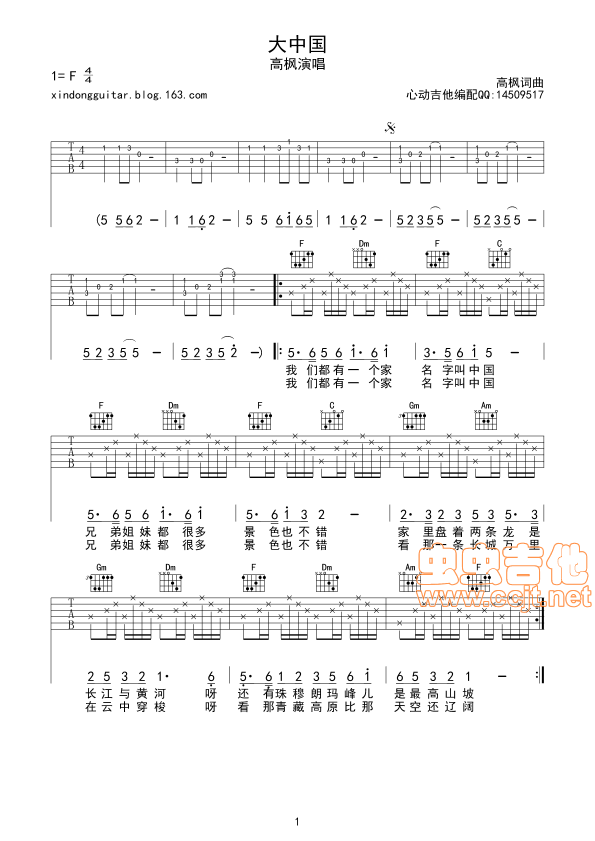 大中国
高枫演唱
1= F 4/4
高枫词曲
xindongguitar.blog.163.com
心动吉他编配QQ:14509517
(5 5 6 2 - 1 1 6 2 - 5 5 6 1 6 5 1 1 6 2 - 5 2 3 5 5 - 5 2 3 5 5 -
F Dm F C
5 2 3 5 5 - 5 2 3 5 2 -) 5· 6 5 6 1· 6 1 3· 5 6 1 5 -
我们都有一个家 名字叫中国
我们都有一个家 名字叫中国
F Dm F C Gm Am
5· 6 5 6 1· 6 1 5· 6 3 2 - 2· 3 5 3 2· 5 3
兄弟姐妹都很多 景色也不错 家里盘着两条龙是
兄弟姐妹都很多 景色也不错 看那一条长城万里
虫虫吉他
www.ccjt.net
Gm Dm F Dm Am F
2 5 3 2 5· 6 5· 6 1 2 3 5 6 6 5 3 2 1 -
长江与黄河呀 还有珠穆朗玛峰儿 是最高山坡
在云中穿梭呀 看那青藏高原比那 天空还辽阔
1